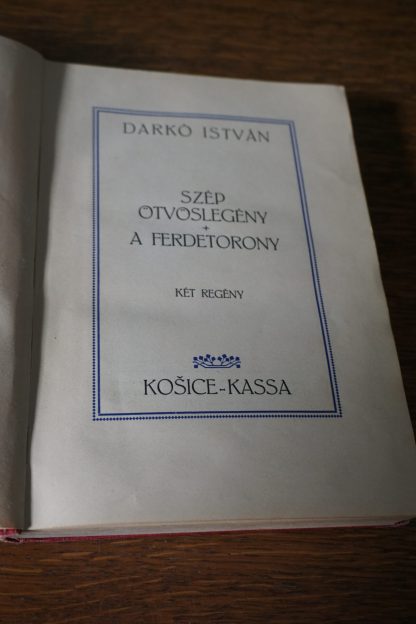 DARKÓ ISTVÁN
SZÉP
ÖTVÖSLEGÉNY
+
A FERDETORONY
KÉT REGÉNY
KOŠICE-KASSA